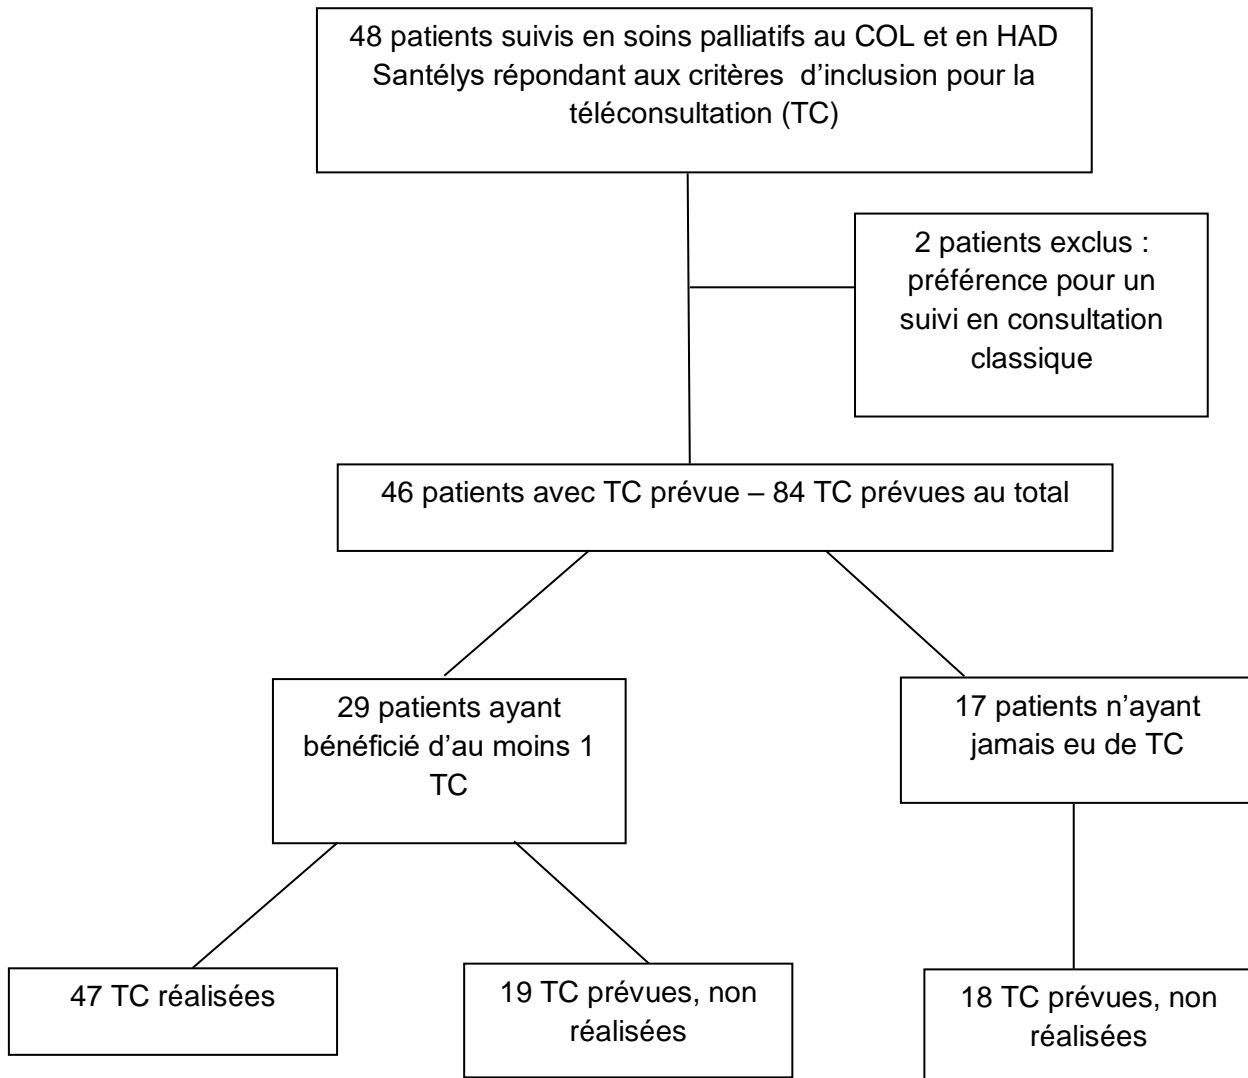 48 patients suivis en soins palliatifs au COL et en HAD
Santélys répondant aux critères d'inclusion pour la
téléconsultation (TC)
2 patients exclus :
préférence pour un
suivi en consultation
classique
46 patients avec TC prévue – 84 TC prévues au total
29 patients ayant
bénéficié d'au moins 1
TC
17 patients n'ayant
jamais eu de TC
47 TC réalisées
19 TC prévues, non
réalisées
18 TC prévues, non
réalisées